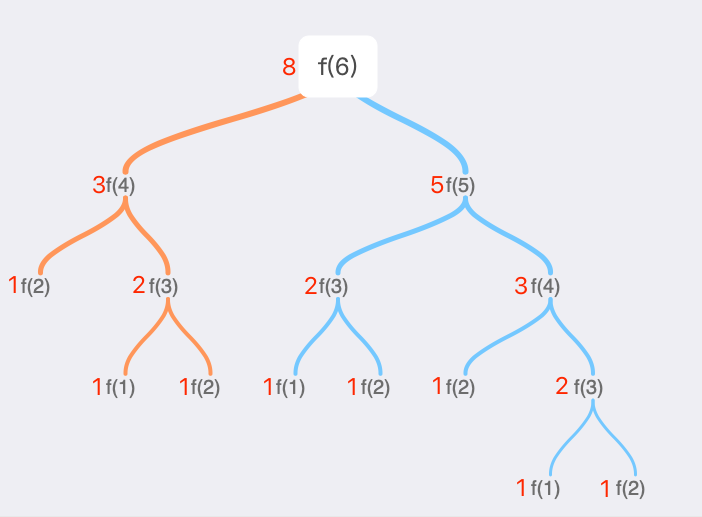 8 f(6)
3 f(4) 5 f(5)
1 f(2) 2 f(3) 2 f(3) 3 f(4)
1 f(1) 1 f(2) 1 f(1) 1 f(2) 1 f(2) 2 f(3)
1 f(1) 1 f(2)